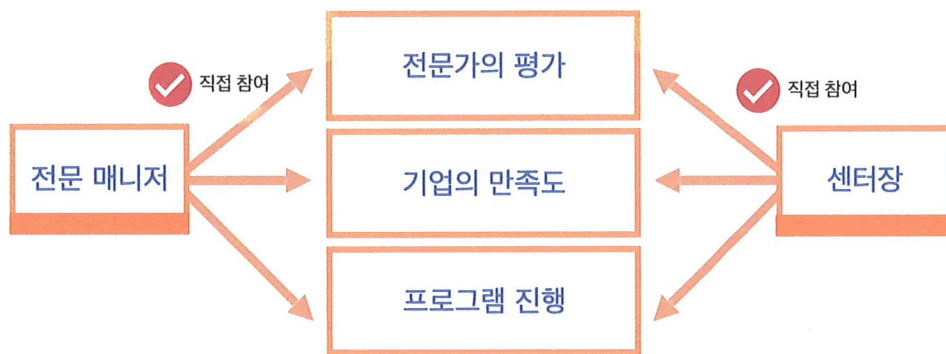 전문가의 평가
직접 참여
직접 참여
전문 매니저
기업의 만족도
센터장
프로그램 진행